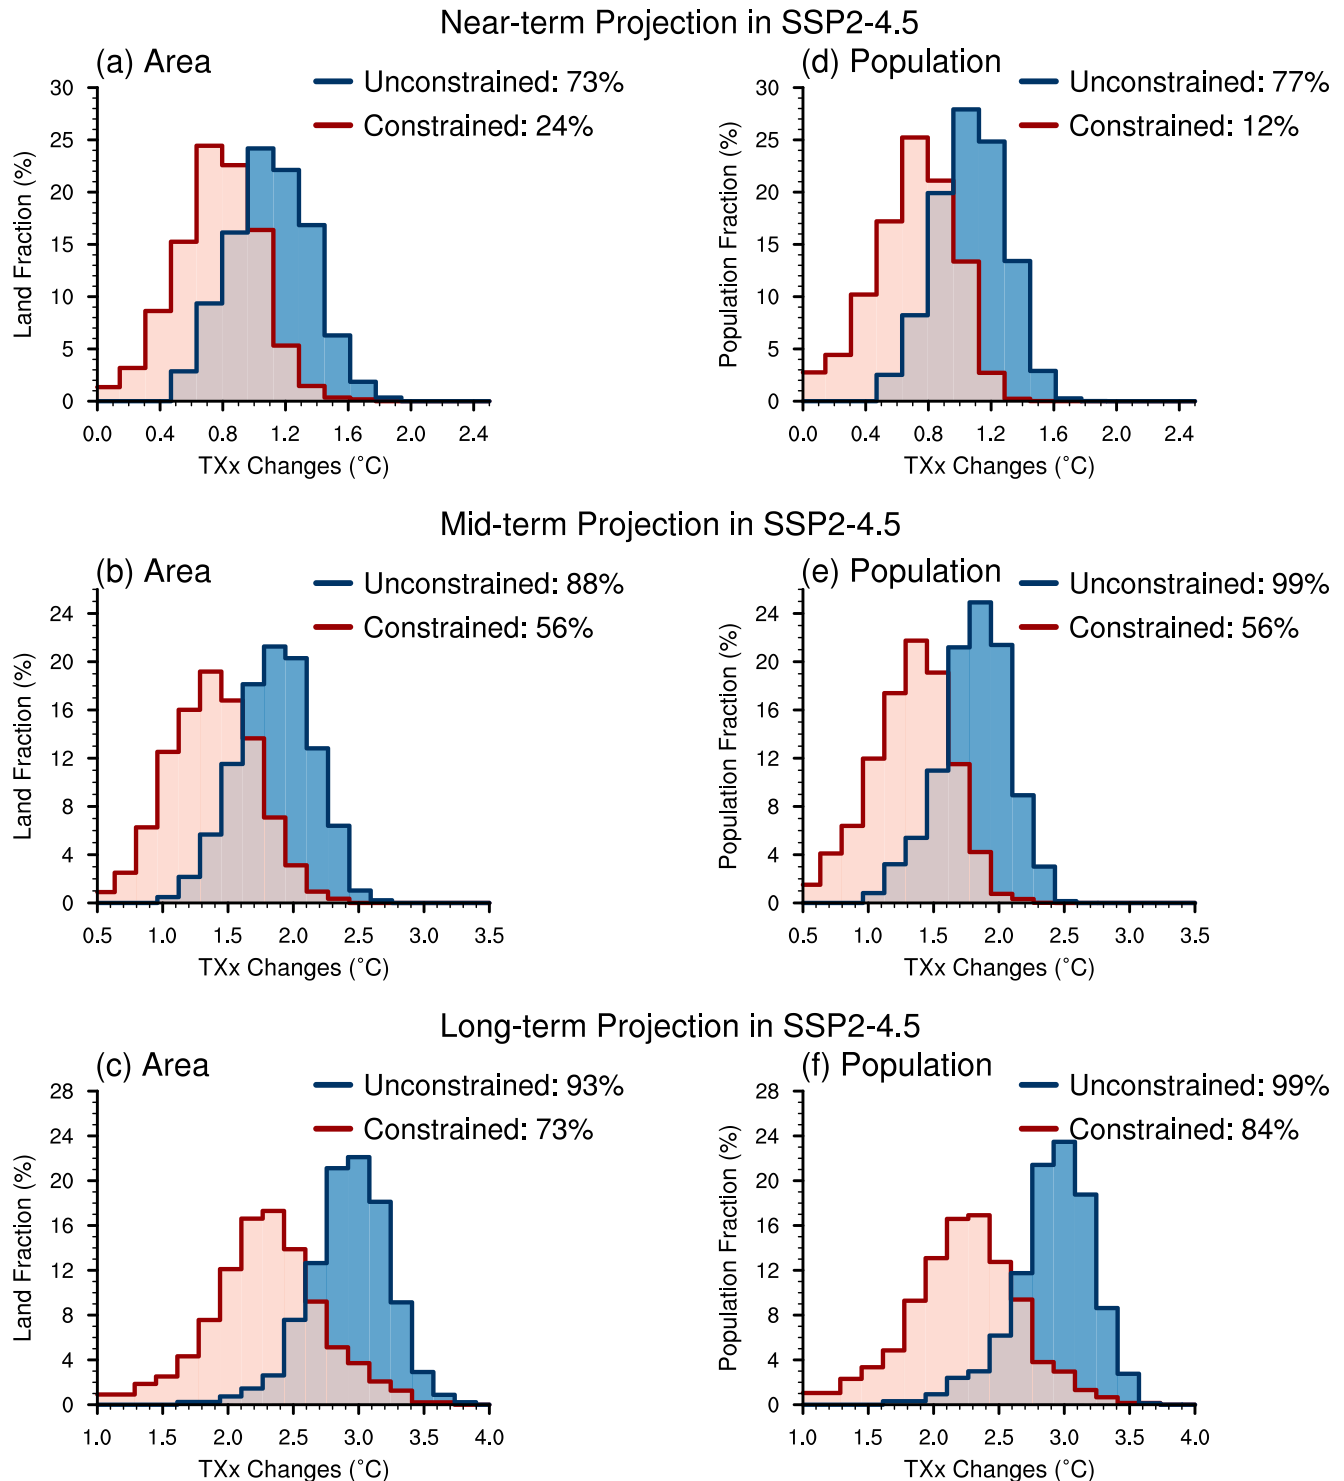 Near-term Projection in SSP2-4.5
(a) Area
Unconstrained: 73%
Constrained: 24%
Land Fraction (%)
30
25
20
15
10
5
0
0.0 0.4 0.8 1.2 1.6 2.0 2.4
TXx Changes (°C)
(d) Population
Unconstrained: 77%
Constrained: 12%
Population Fraction (%)
30
25
20
15
10
5
0
0.0 0.4 0.8 1.2 1.6 2.0 2.4
TXx Changes (°C)
Mid-term Projection in SSP2-4.5
(b) Area
Unconstrained: 88%
Constrained: 56%
Land Fraction (%)
24
20
16
12
8
4
0
0.5 1.0 1.5 2.0 2.5 3.0 3.5
TXx Changes (°C)
(e) Population
Unconstrained: 99%
Constrained: 56%
Population Fraction (%)
24
20
16
12
8
4
0
0.5 1.0 1.5 2.0 2.5 3.0 3.5
TXx Changes (°C)
Long-term Projection in SSP2-4.5
(c) Area
Unconstrained: 93%
Constrained: 73%
Land Fraction (%)
28
24
20
16
12
8
4
0
1.0 1.5 2.0 2.5 3.0 3.5 4.0
TXx Changes (°C)
(f) Population
Unconstrained: 99%
Constrained: 84%
Population Fraction (%)
28
24
20
16
12
8
4
0
1.0 1.5 2.0 2.5 3.0 3.5 4.0
TXx Changes (°C)